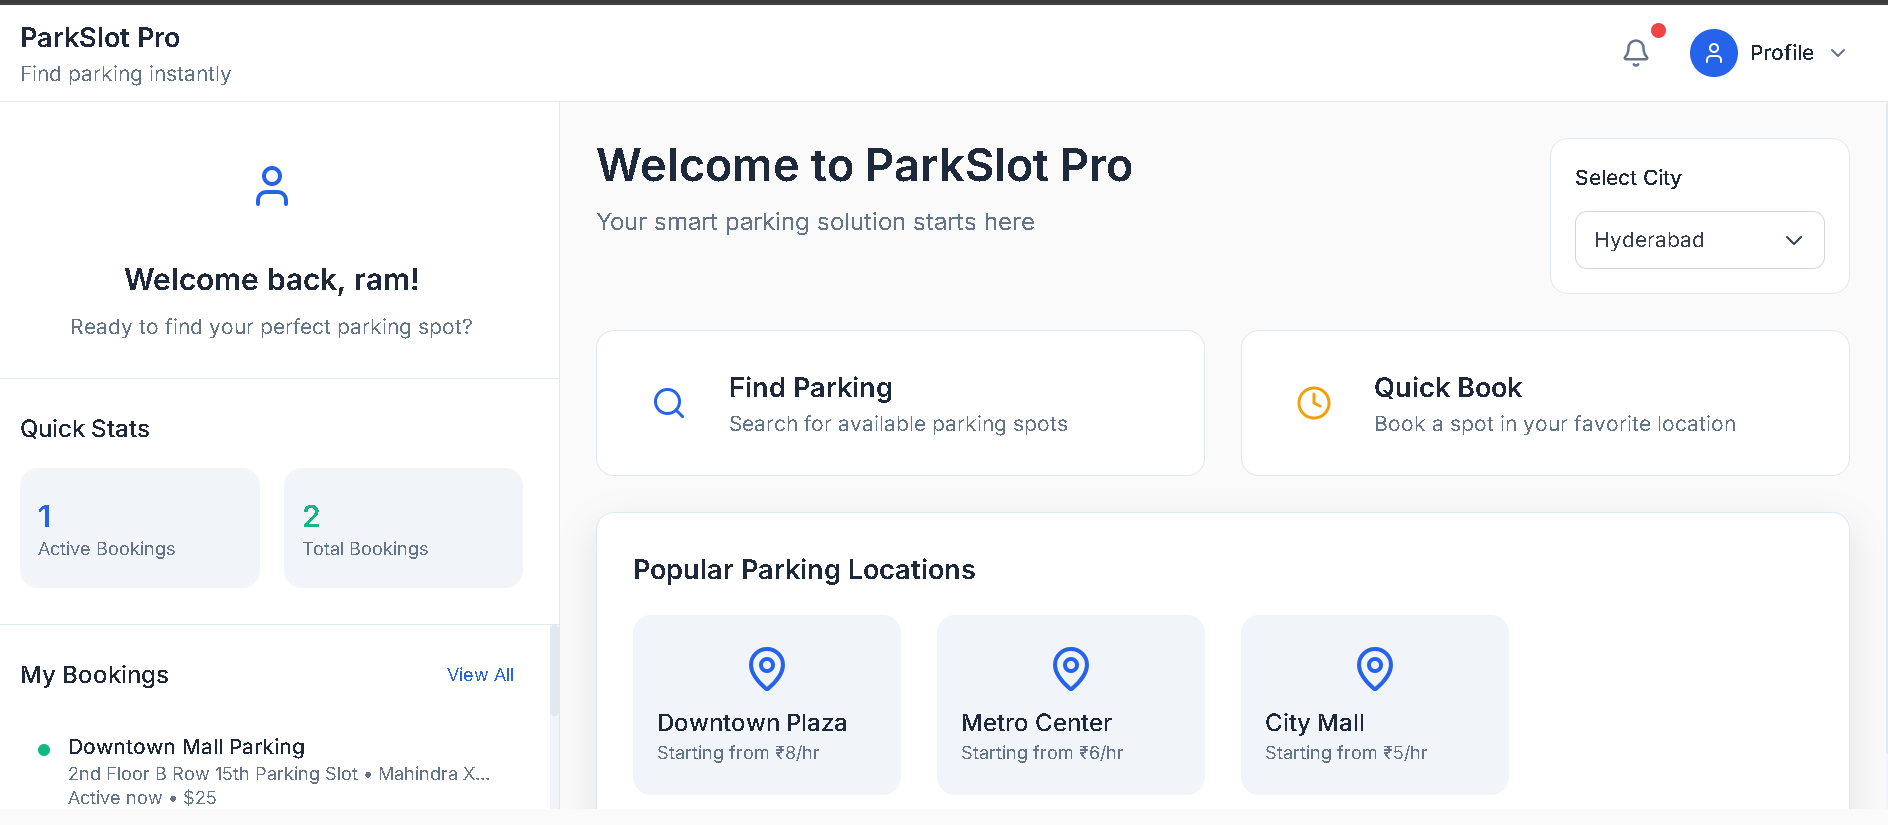 ParkSlot Pro
Find parking instantly
Profile
Welcome back, ram!
Ready to find your perfect parking spot?
Quick Stats
1
Active Bookings
2
Total Bookings
My Bookings
View All
Downtown Mall Parking
2nd Floor B Row 15th Parking Slot • Mahindra X...
Active now • $25
Welcome to ParkSlot Pro
Your smart parking solution starts here
Select City
Hyderabad
Find Parking
Search for available parking spots
Quick Book
Book a spot in your favorite location
Popular Parking Locations
Downtown Plaza
Starting from ₹8/hr
Metro Center
Starting from ₹6/hr
City Mall
Starting from ₹5/hr